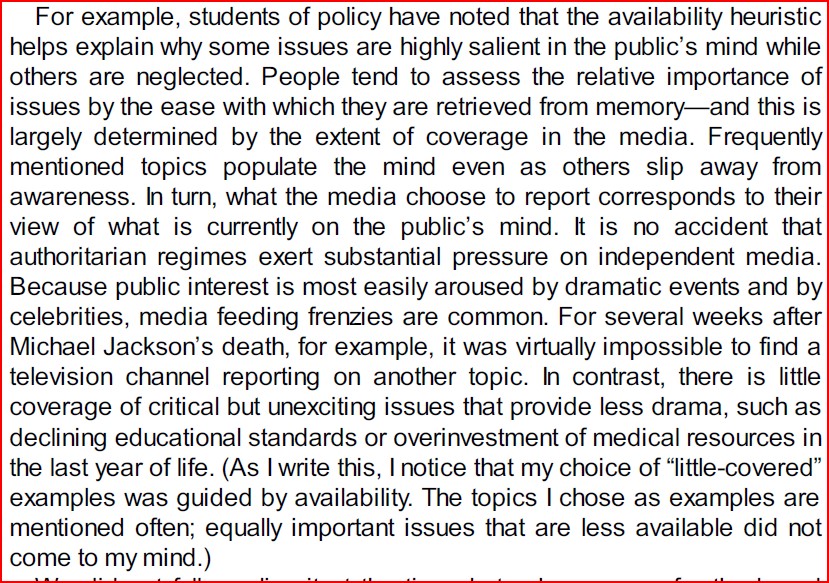 For example, students of policy have noted that the availability heuristic
helps explain why some issues are highly salient in the public’s mind while
others are neglected. People tend to assess the relative importance of
issues by the ease with which they are retrieved from memory—and this is
largely determined by the extent of coverage in the media. Frequently
mentioned topics populate the mind even as others slip away from
awareness. In turn, what the media choose to report corresponds to their
view of what is currently on the public’s mind. It is no accident that
authoritarian regimes exert substantial pressure on independent media.
Because public interest is most easily aroused by dramatic events and by
celebrities, media feeding frenzies are common. For several weeks after
Michael Jackson’s death, for example, it was virtually impossible to find a
television channel reporting on another topic. In contrast, there is little
coverage of critical but unexciting issues that provide less drama, such as
declining educational standards or overinvestment of medical resources in
the last year of life. (As I write this, I notice that my choice of “little-covered”
examples was guided by availability. The topics I chose as examples are
mentioned often; equally important issues that are less available did not
come to my mind.)